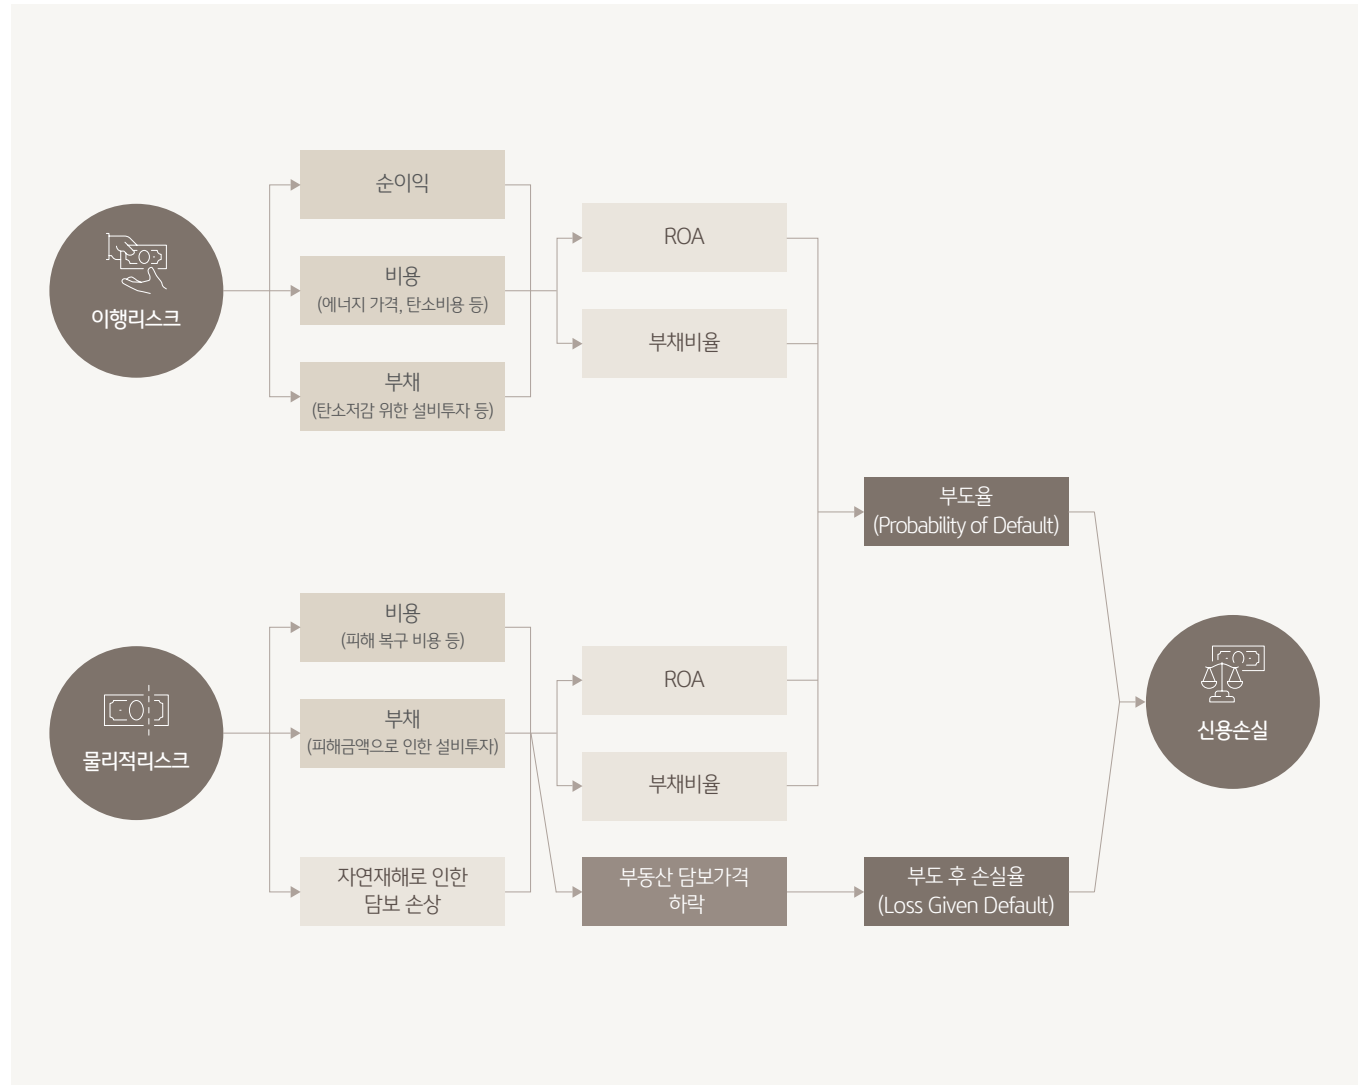 이행리스크
순이익
비용
(에너지 가격, 탄소비용 등)
부채
(탄소저감 위한 설비투자 등)
ROA
부채비율
물리적리스크
비용
(피해 복구 비용 등)
부채
(피해금액으로 인한 설비투자)
자연재해로 인한
담보 손상
ROA
부채비율
부동산 담보가격
하락
부도율
(Probability of Default)
부도 후 손실율
(Loss Given Default)
신용손실